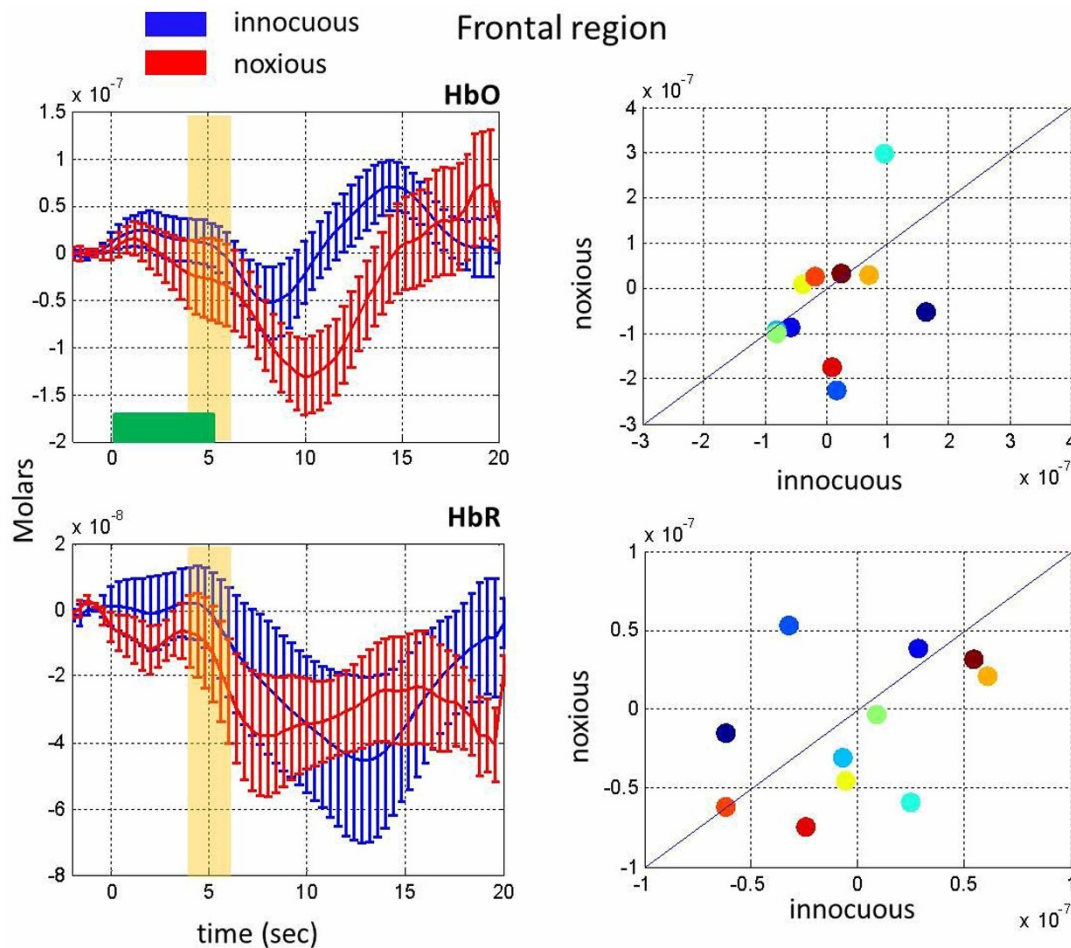 innocuous
noxious
Frontal region
x 10^-7
HbO
1.5
1
0.5
0
-0.5
-1
-1.5
-2
0 5 10 15 20
x 10^-7
4
3
2
1
0
-1
-2
-3
noxious
-3 -2 -1 0 1 2 3 4
innocuous
x 10^-7
Molars
x 10^-8
HbR
2
0
-2
-4
-6
-8
0 5 10 15 20
time (sec)
x 10^-7
1
0.5
0
-0.5
-1
noxious
-1 -0.5 0 0.5 1
innocuous
x 10^-7